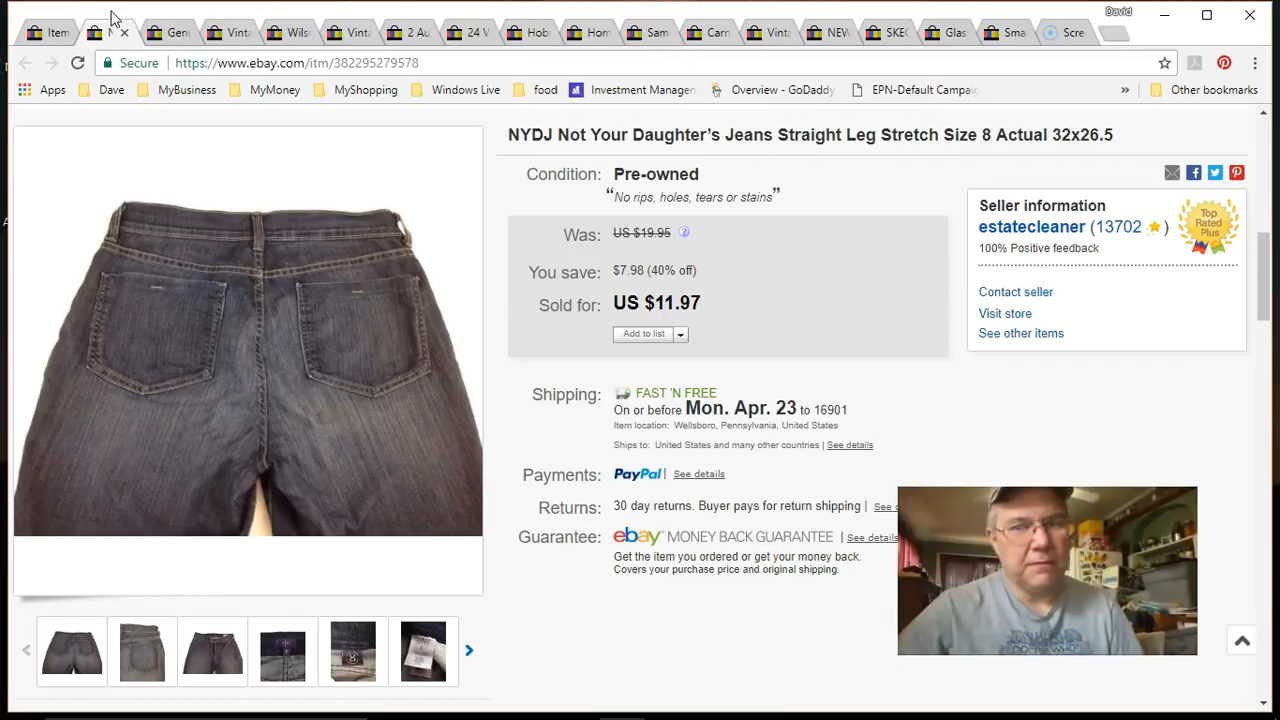 David
Item
N
Gen
Vinta
Wils
Vinta
2 Au
24 V
Hob
Hom
Sam
Carn
Vinta
NEW
SKEC
Glas
Sma
Scre
Secure
https://www.ebay.com/itm/382295279578
Apps
Dave
MyBusiness
MyMoney
MyShopping
Windows Live
food
Investment Managen
Overview - GoDaddy
EPN-Default Campai
»
Other bookmarks
NYDJ Not Your Daughter's Jeans Straight Leg Stretch Size 8 Actual 32x26.5
Condition: Pre-owned
"No rips, holes, tears or stains"
Was: US $19.95
You save: $7.98 (40% off)
Sold for: US $11.97
Add to list
Seller information
estatecleaner (13702 )
100% Positive feedback
Top Rated Plus
Contact seller
Visit store
See other items
Shipping: FAST 'N FREE
On or before Mon. Apr. 23 to 16901
Item location: Wellsboro, Pennsylvania, United States
Ships to: United States and many other countries | See details
Payments: PayPal | See details
Returns: 30 day returns. Buyer pays for return shipping | See
Guarantee: ebay MONEY BACK GUARANTEE | See details
Get the item you ordered or get your money back.
Covers your purchase price and original shipping.
8